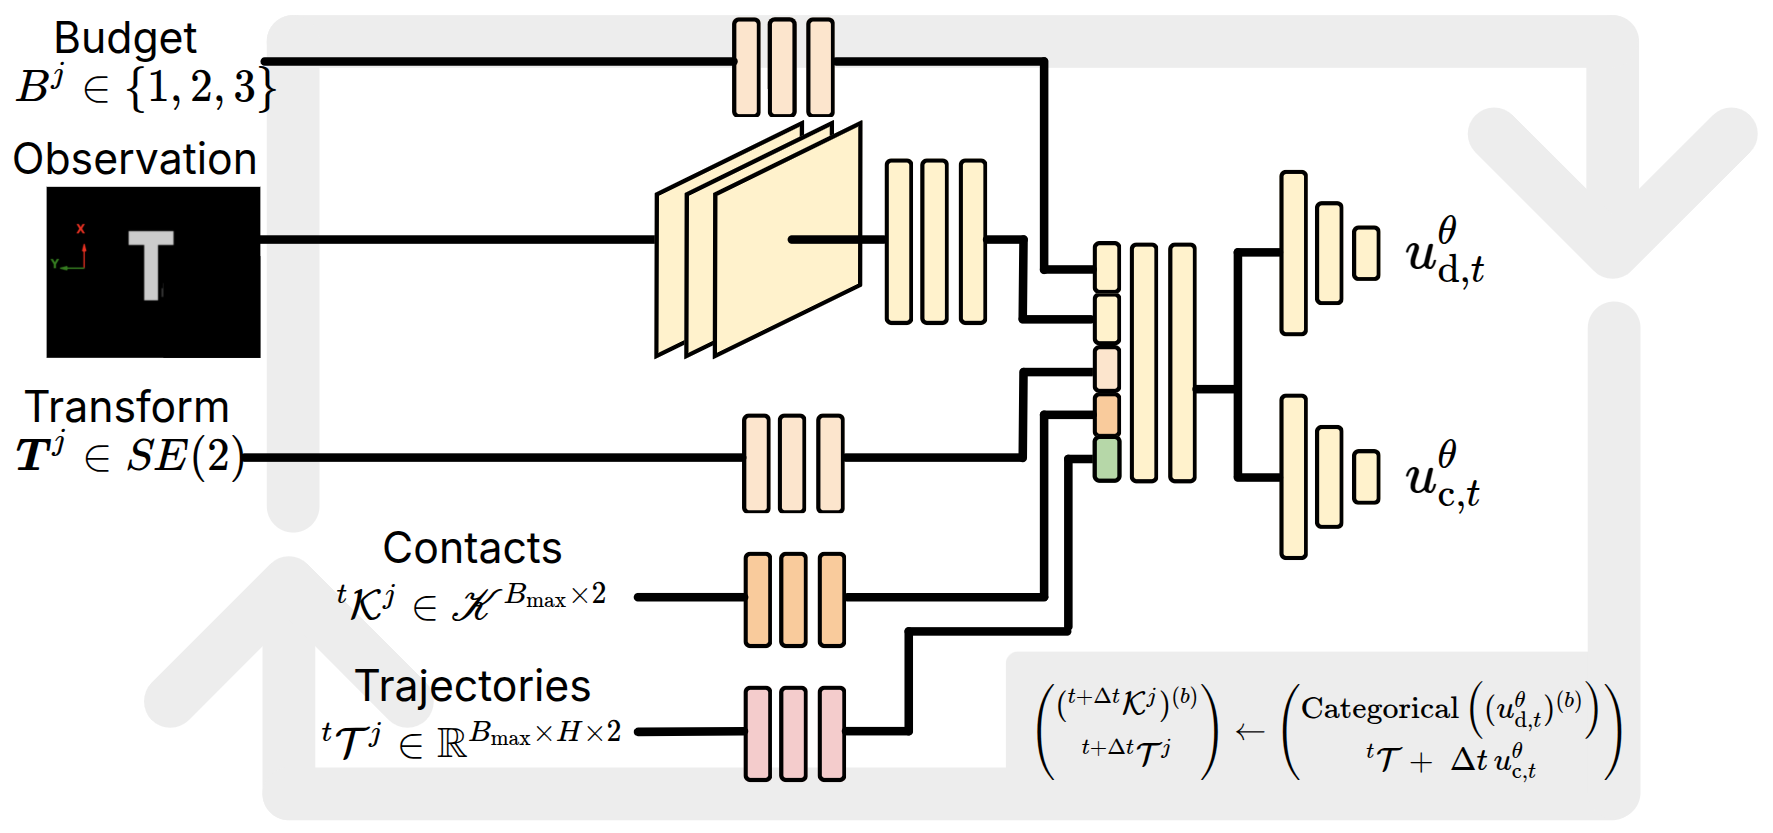 Budget
$B^j \in \{1, 2, 3\}$
Observation
X
Y
T
Transform
$\boldsymbol{T}^j \in SE(2)$
Contacts
${}^t\mathcal{K}^j \in \mathscr{K}^{B_{\max} \times 2}$
Trajectories
${}^t\mathcal{T}^j \in \mathbb{R}^{B_{\max} \times H \times 2}$
$u^\theta_{\mathrm{d},t}$
$u^\theta_{\mathrm{c},t}$
$\begin{pmatrix} ({}^{t+\Delta t}\mathcal{K}^j)^{(b)} \\ {}^{t+\Delta t}\mathcal{T}^j \end{pmatrix} \leftarrow \begin{pmatrix} \text{Categorical}\left((u^\theta_{\mathrm{d},t})^{(b)}\right) \\ {}^t\mathcal{T} + \Delta t\, u^\theta_{\mathrm{c},t} \end{pmatrix}$